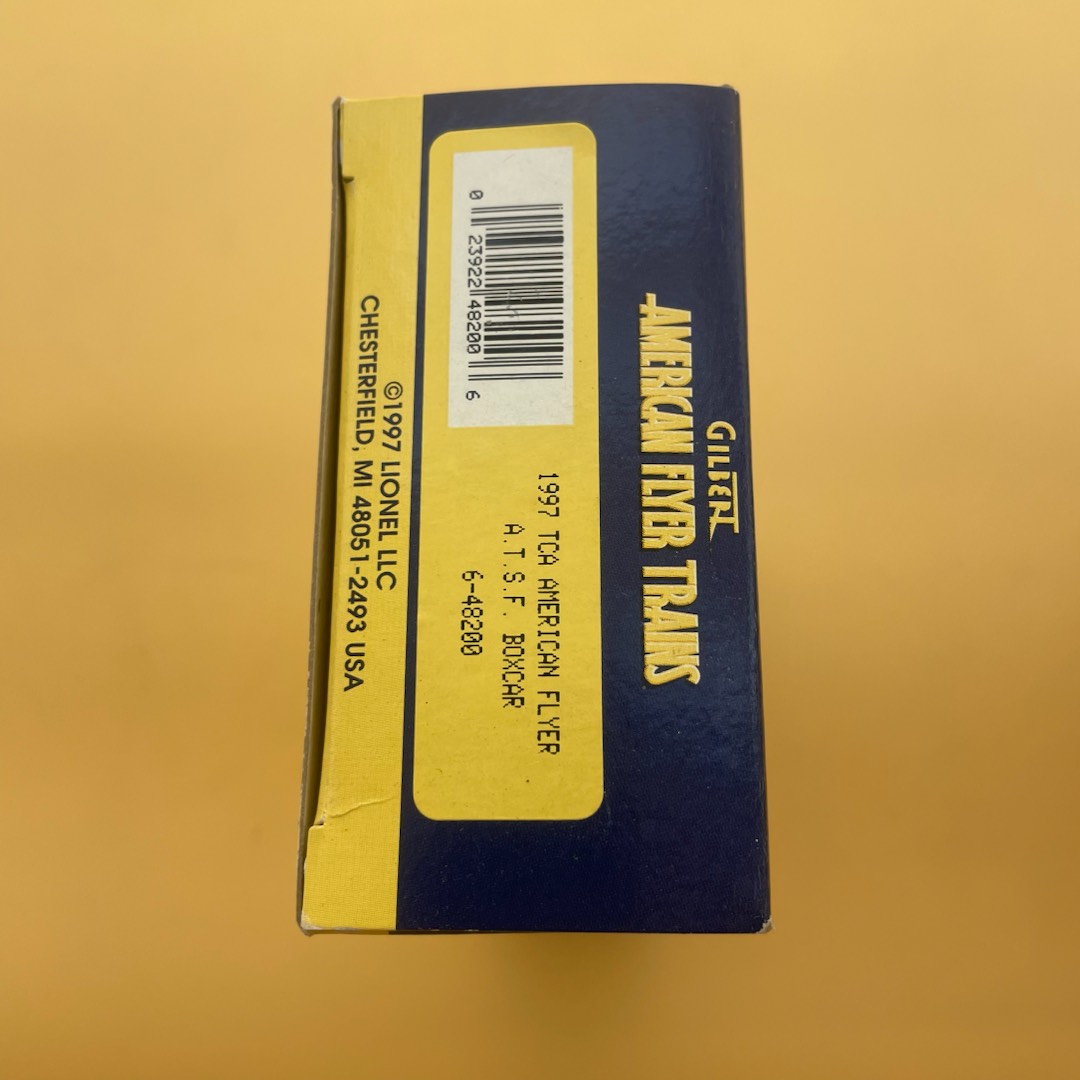 GILBERT
AMERICAN FLYER TRAINS
1997 TCA AMERICAN FLYER
A.T.S.F. BOXCAR
6-48200
0 23922 48200 6
©1997 LIONEL LLC
CHESTERFIELD, MI 48051-2493 USA